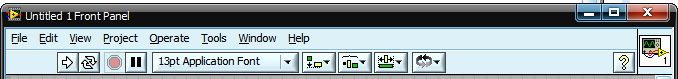 Untitled 1 Front Panel
File Edit View Project Operate Tools Window Help
13pt Application Font
?
1